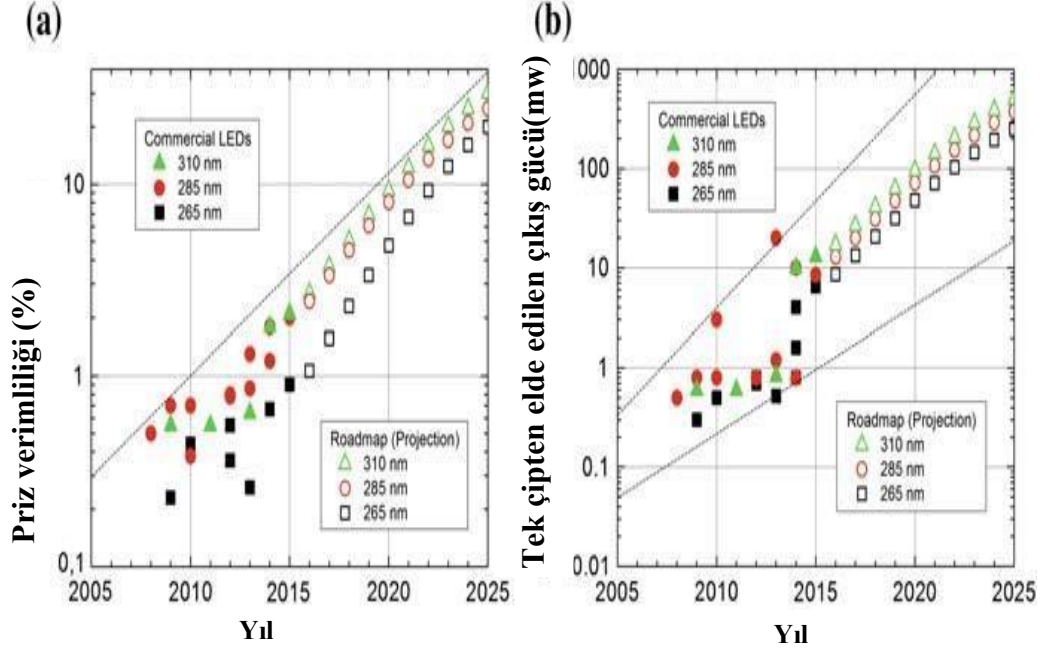 (a)
Priz verimliliği (%)
10
1
0,1
Commercial LEDs
310 nm
285 nm
265 nm
Roadmap (Projection)
310 nm
285 nm
265 nm
2005 2010 2015 2020 2025
Yıl
(b)
Tek çipten elde edilen çıkış gücü(mw)
000
100
10
1
0.1
0.01
Commercial LEDs
310 nm
285 nm
265 nm
Roadmap (Projection)
310 nm
285 nm
265 nm
2005 2010 2015 2020 2025
Yıl